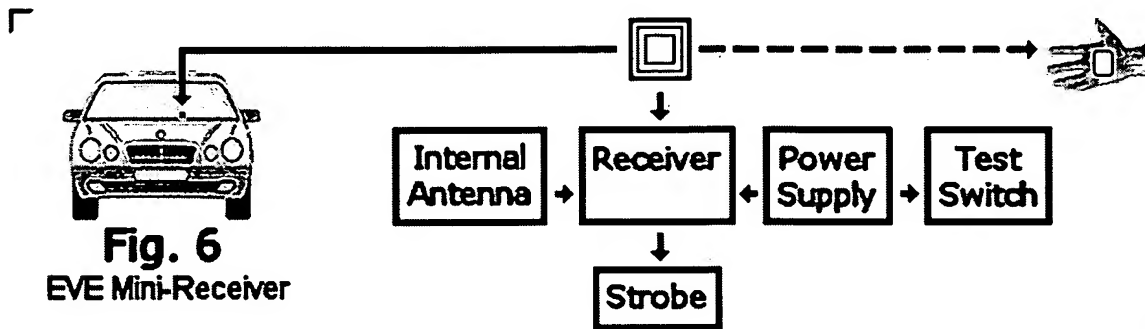 Internal
Antenna
Receiver
Power
Supply
Test
Switch
Fig. 6
EVE Mini-Receiver
Strobe